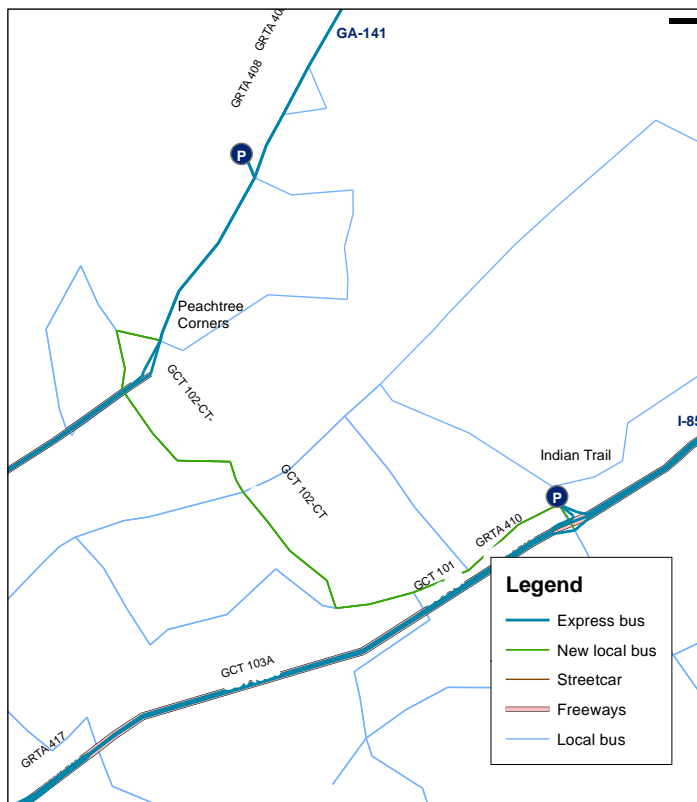 GRTA 408
GA-141
GRTA 408
P
Peachtree
Corners
GCT 102-CT-
I-85
Indian Trail
GCT 102-CT
P
GRTA 410
GCT 101
GCT 103A
GRTA 417
Legend
Express bus
New local bus
Streetcar
Freeways
Local bus